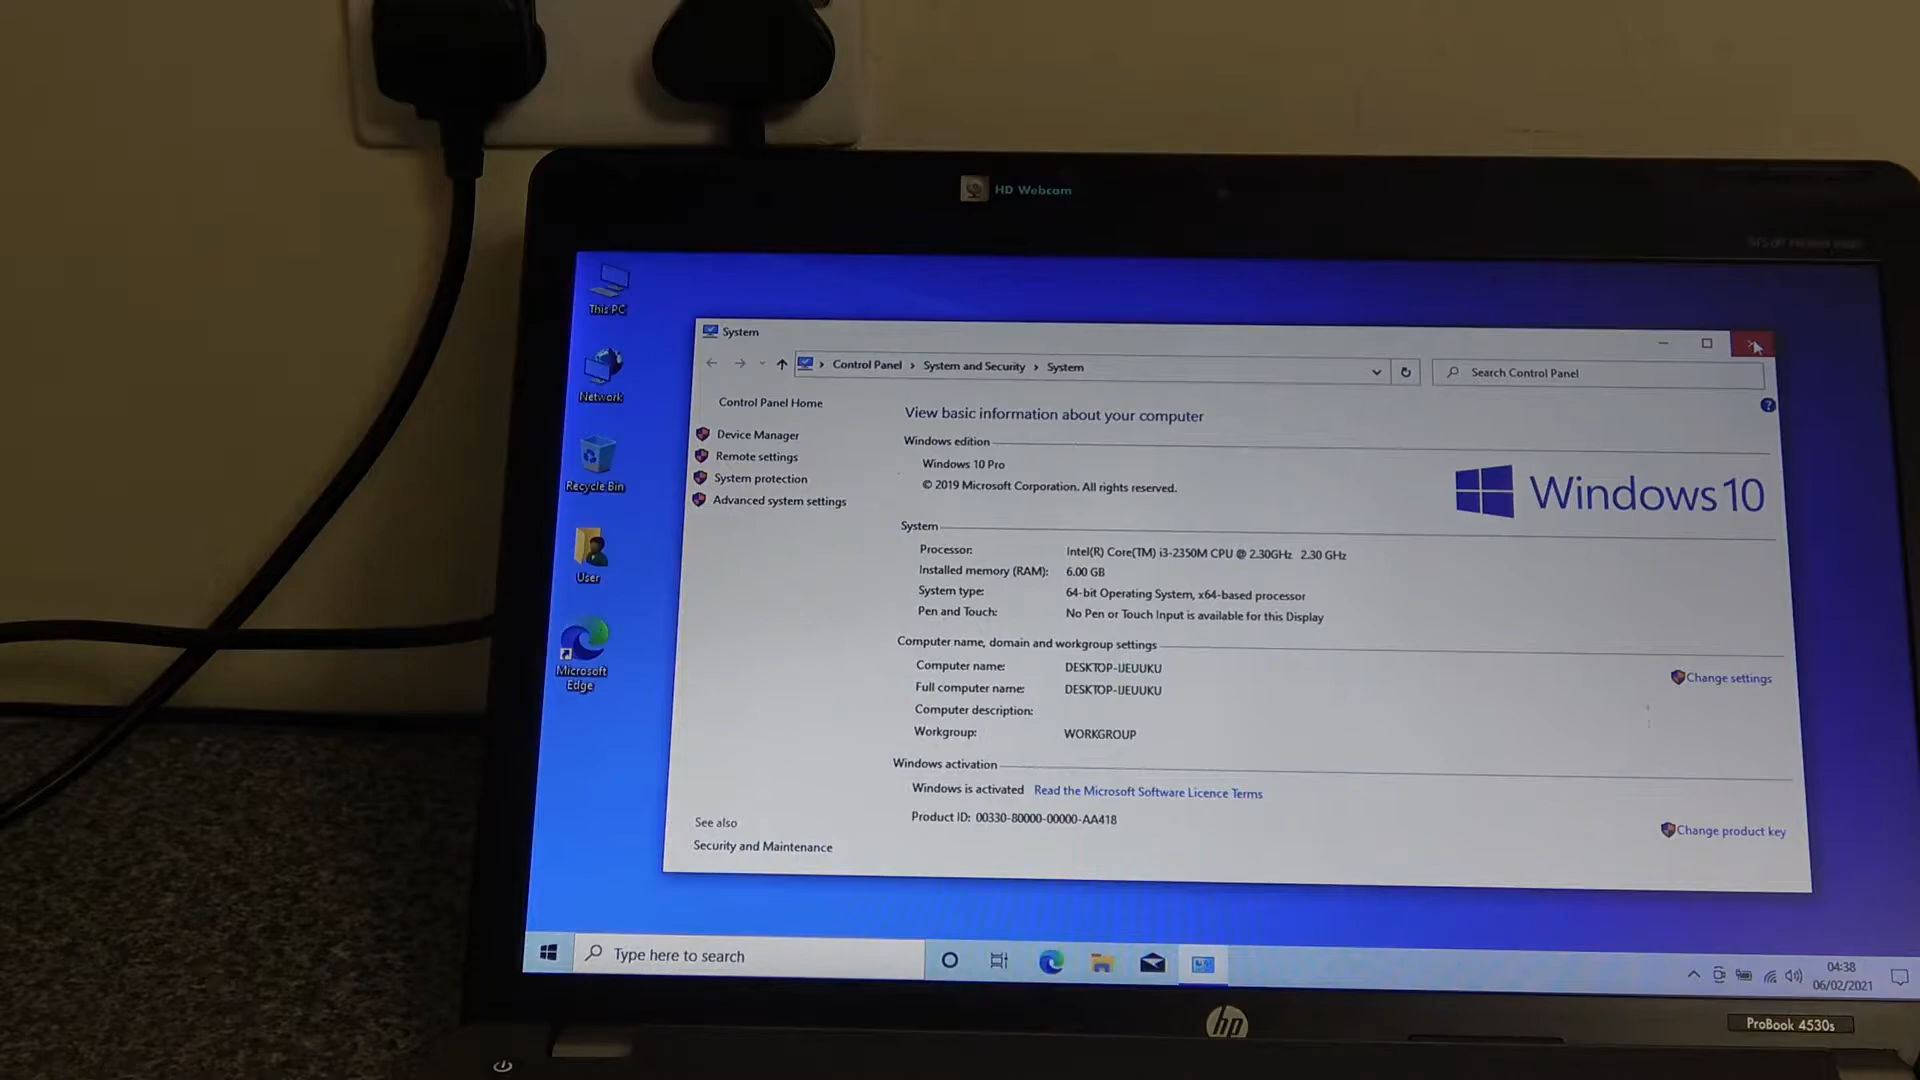 HD Webcam
This PC
Network
Recycle Bin
User
Microsoft
Edge
System
Control Panel › System and Security › System
Search Control Panel
Control Panel Home
Device Manager
Remote settings
System protection
Advanced system settings
See also
Security and Maintenance
View basic information about your computer
Windows edition
Windows 10 Pro
© 2019 Microsoft Corporation. All rights reserved.
Windows 10
System
Processor: Intel(R) Core(TM) i3-2350M CPU @ 2.30GHz 2.30 GHz
Installed memory (RAM): 6.00 GB
System type: 64-bit Operating System, x64-based processor
Pen and Touch: No Pen or Touch Input is available for this Display
Computer name, domain and workgroup settings
Computer name: DESKTOP-IJEUUKU
Change settings
Full computer name: DESKTOP-IJEUUKU
Computer description:
Workgroup: WORKGROUP
Windows activation
Windows is activated Read the Microsoft Software Licence Terms
Product ID: 00330-80000-00000-AA418
Change product key
Type here to search
04:38
06/02/2021
hp
ProBook 4530s